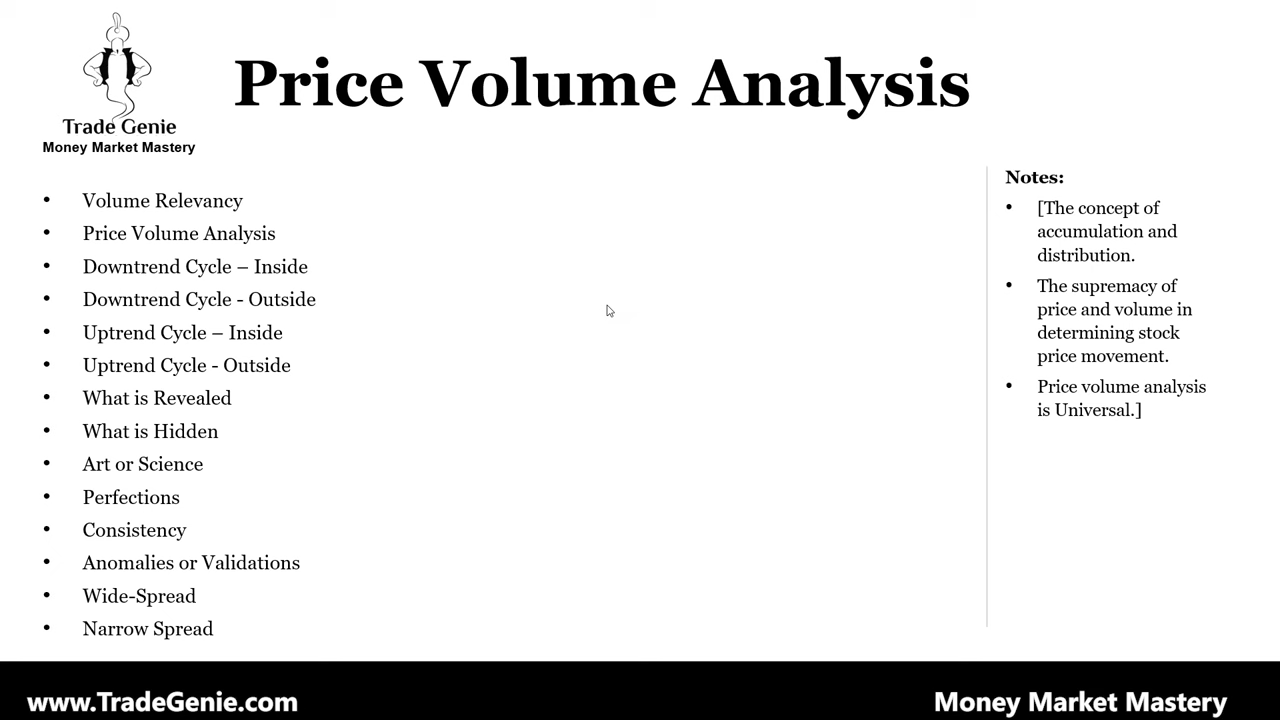 Trade Genie
Money Market Mastery
Price Volume Analysis
• Volume Relevancy
• Price Volume Analysis
• Downtrend Cycle – Inside
• Downtrend Cycle - Outside
• Uptrend Cycle – Inside
• Uptrend Cycle - Outside
• What is Revealed
• What is Hidden
• Art or Science
• Perfections
• Consistency
• Anomalies or Validations
• Wide-Spread
• Narrow Spread
Notes:
• [The concept of
accumulation and
distribution.
• The supremacy of
price and volume in
determining stock
price movement.
• Price volume analysis
is Universal.]
www.TradeGenie.com
Money Market Mastery